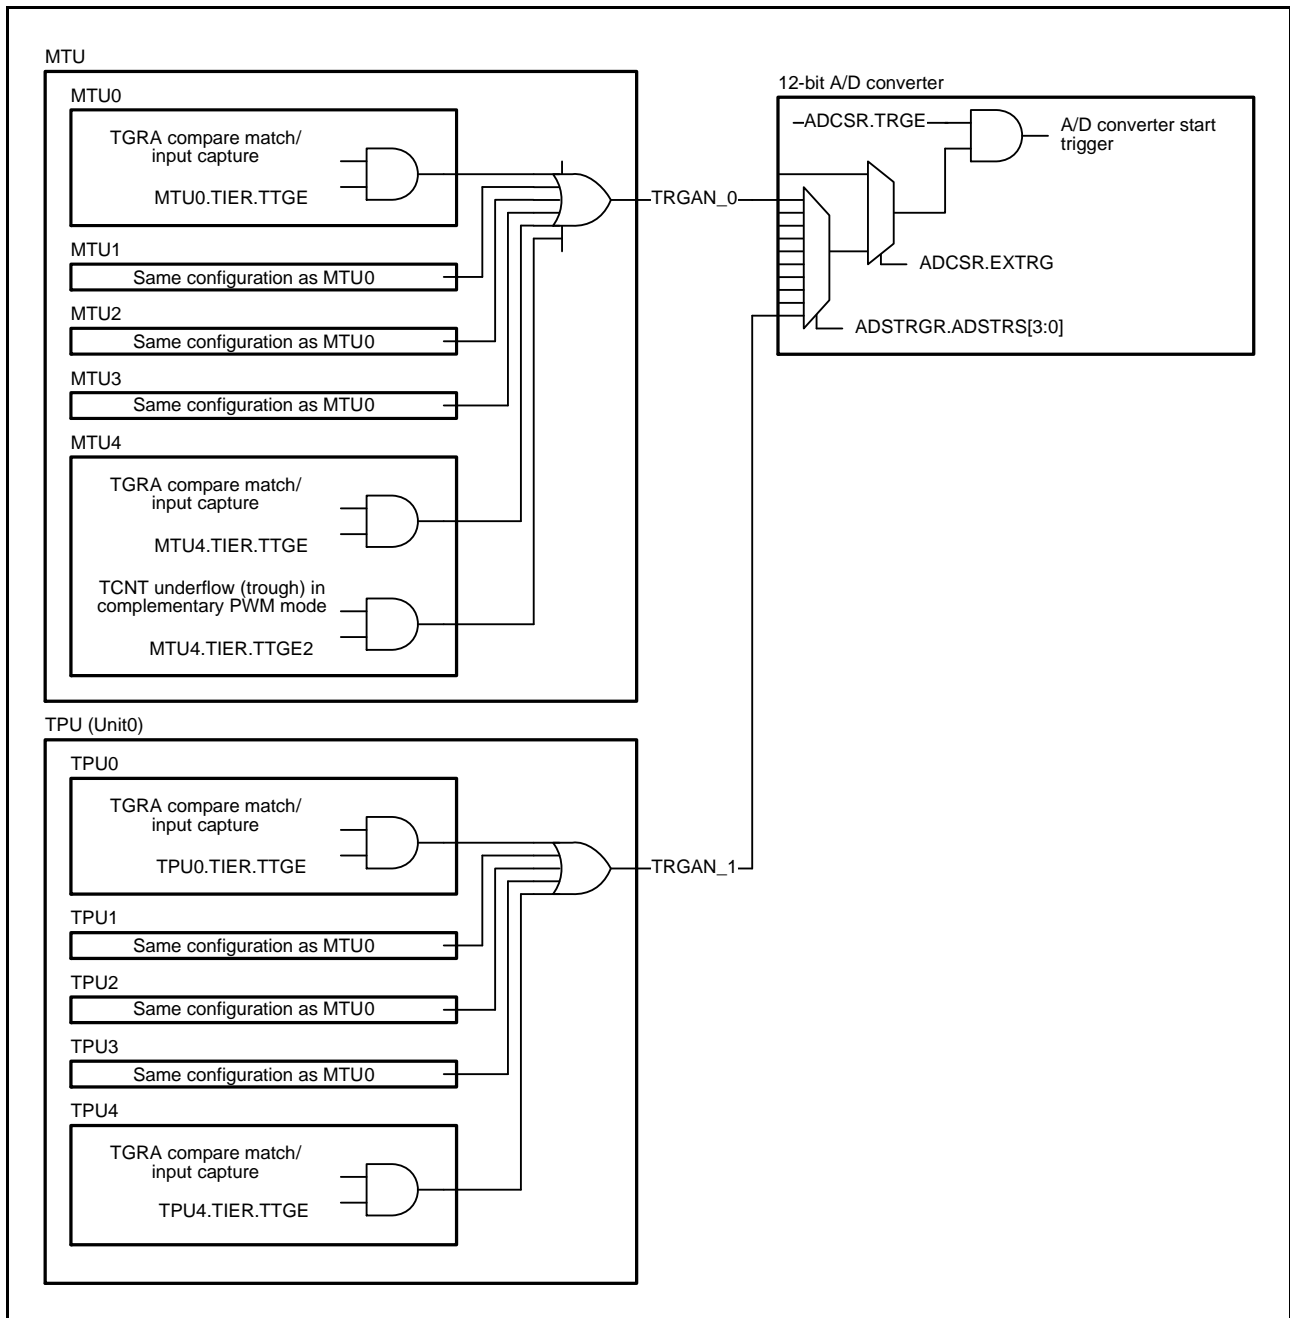 MTU
MTU0
TGRA compare match/
input capture
MTU0.TIER.TTGE
MTU1
Same configuration as MTU0
MTU2
Same configuration as MTU0
MTU3
Same configuration as MTU0
MTU4
TGRA compare match/
input capture
MTU4.TIER.TTGE
TCNT underflow (trough) in
complementary PWM mode
MTU4.TIER.TTGE2
TRGAN_0
12-bit A/D converter
ADCSR.TRGE
A/D converter start
trigger
ADCSR.EXTRG
ADSTRGR.ADSTRS[3:0]
TPU (Unit0)
TPU0
TGRA compare match/
input capture
TPU0.TIER.TTGE
TPU1
Same configuration as MTU0
TPU2
Same configuration as MTU0
TPU3
Same configuration as MTU0
TPU4
TGRA compare match/
input capture
TPU4.TIER.TTGE
TRGAN_1